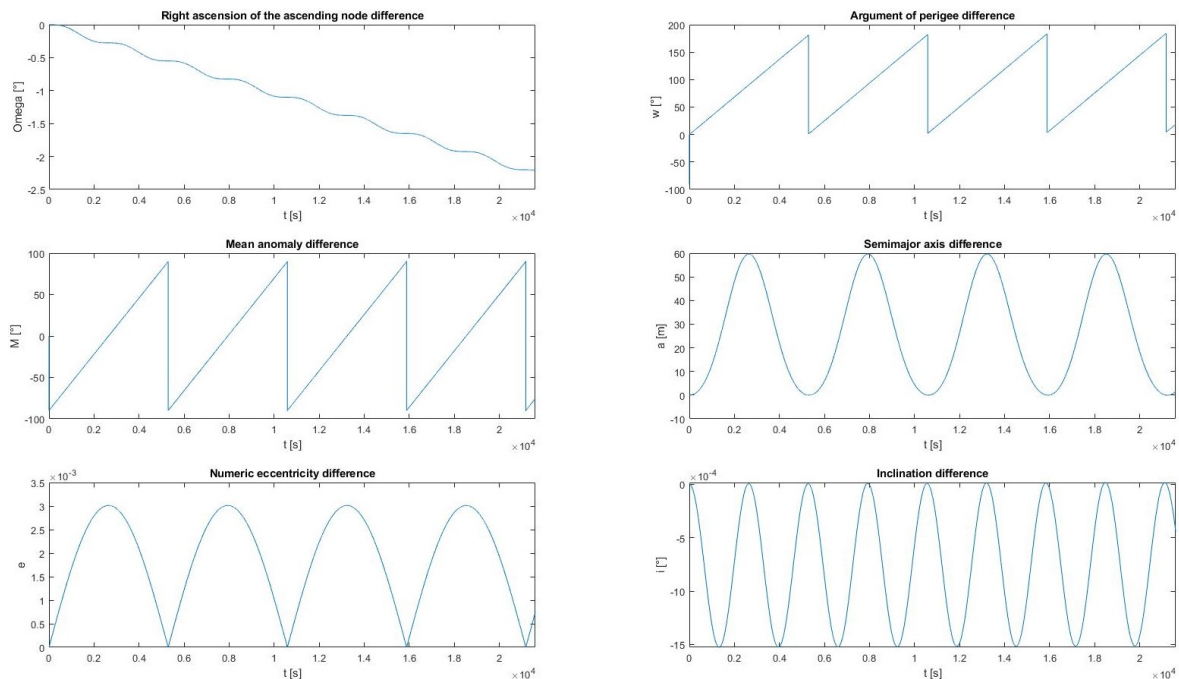 Right ascension of the ascending node difference
0
-0.5
-1
-1.5
-2
-2.5
Omega [°]
0 0.2 0.4 0.6 0.8 1 1.2 1.4 1.6 1.8 2
t [s]
×10^4
Argument of perigee difference
200
150
100
50
0
-50
-100
w [°]
0 0.2 0.4 0.6 0.8 1 1.2 1.4 1.6 1.8 2
t [s]
×10^4
Mean anomaly difference
100
50
0
-50
-100
M [°]
0 0.2 0.4 0.6 0.8 1 1.2 1.4 1.6 1.8 2
t [s]
×10^4
Semimajor axis difference
60
50
40
30
20
10
0
-10
a [m]
0 0.2 0.4 0.6 0.8 1 1.2 1.4 1.6 1.8 2
t [s]
×10^4
Numeric eccentricity difference
×10^-3
3.5
3
2.5
2
1.5
1
0.5
0
e
0 0.2 0.4 0.6 0.8 1 1.2 1.4 1.6 1.8 2
t [s]
×10^4
Inclination difference
×10^-4
0
-5
-10
-15
i [°]
0 0.2 0.4 0.6 0.8 1 1.2 1.4 1.6 1.8 2
t [s]
×10^4